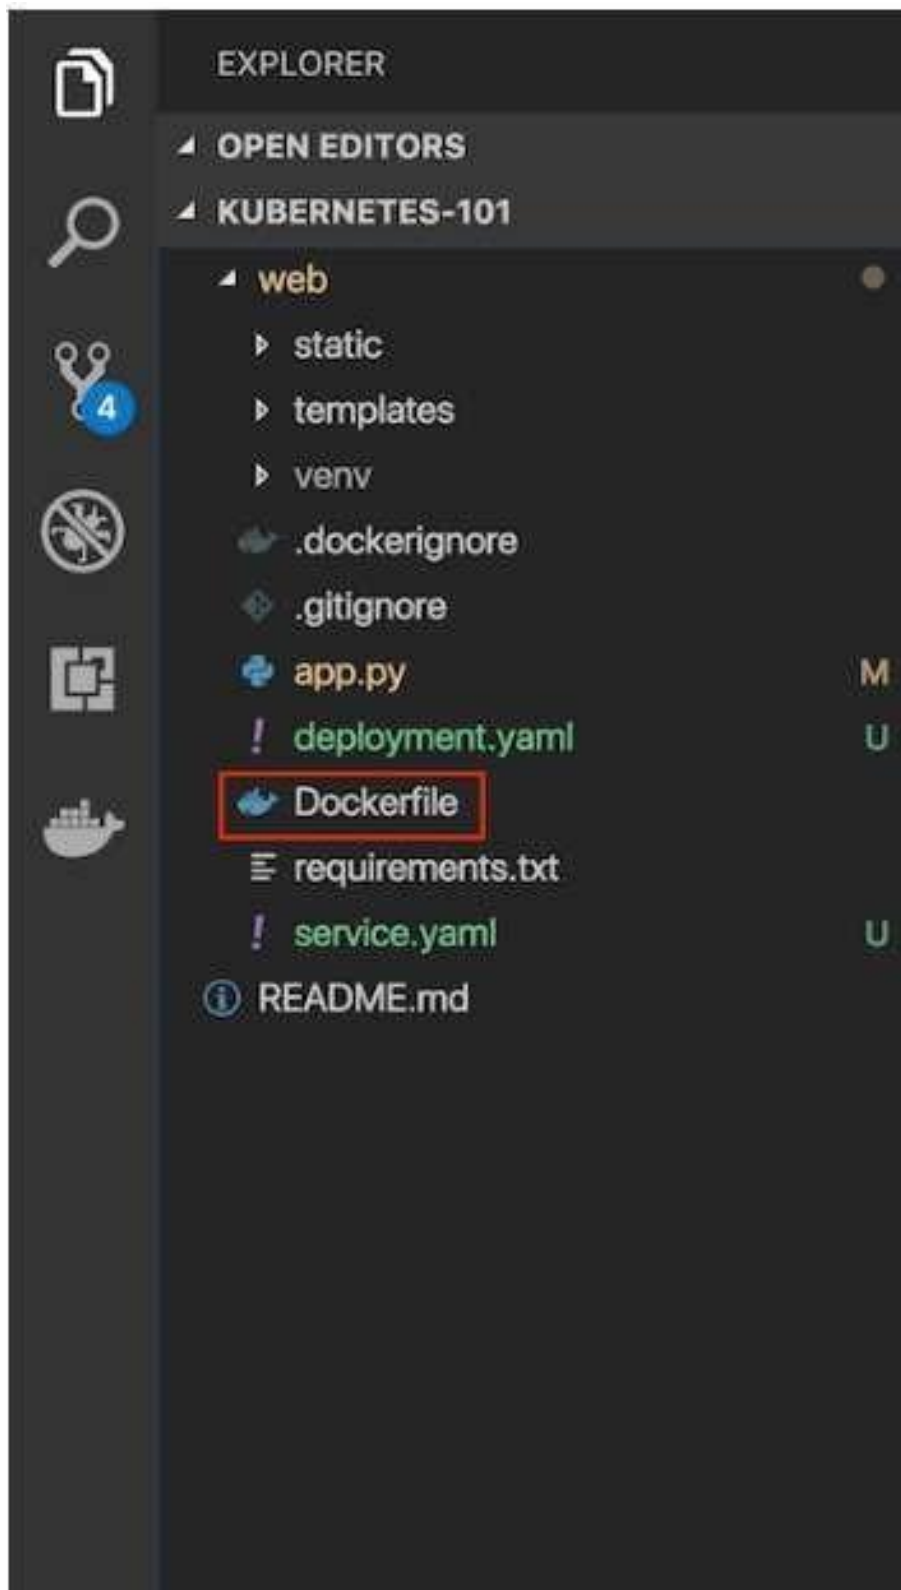 EXPLORER
OPEN EDITORS
KUBERNETES-101
web
static
templates
4
venv
.dockerignore
.gitignore
app.py M
! deployment.yaml U
Dockerfile
requirements.txt
! service.yaml U
README.md